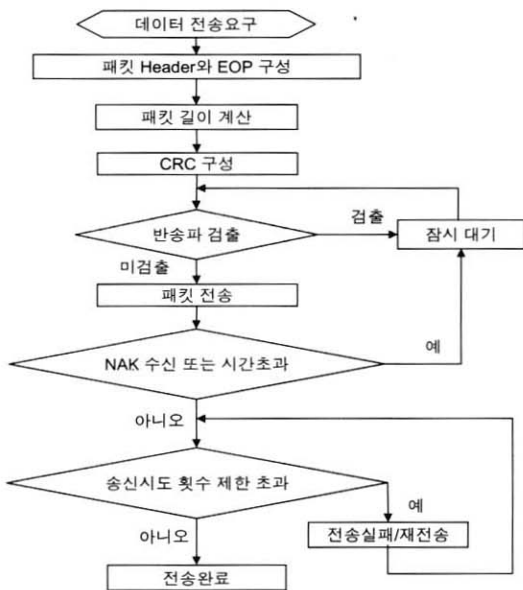 데이터 전송요구
패킷 Header와 EOP 구성
패킷 길이 계산
CRC 구성
반송파 검출
검출
잠시 대기
미검출
패킷 전송
NAK 수신 또는 시간초과
예
아니오
송신시도 횟수 제한 초과
예
전송실패/재전송
아니오
전송완료